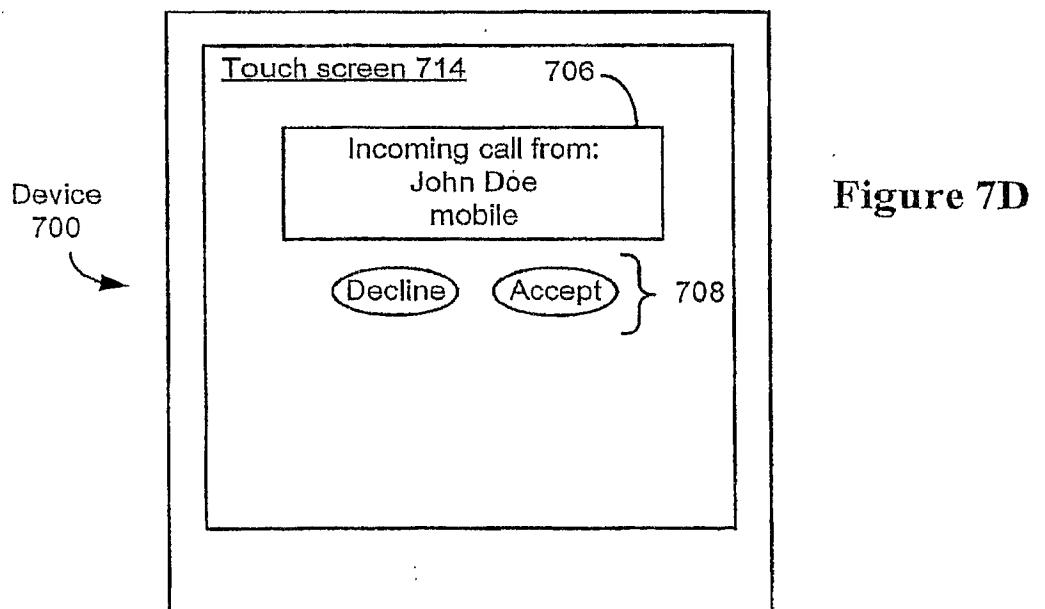 Touch screen 714
706
Incoming call from:
John Doe
mobile
Device
700
Figure 7D
Decline
Accept
708